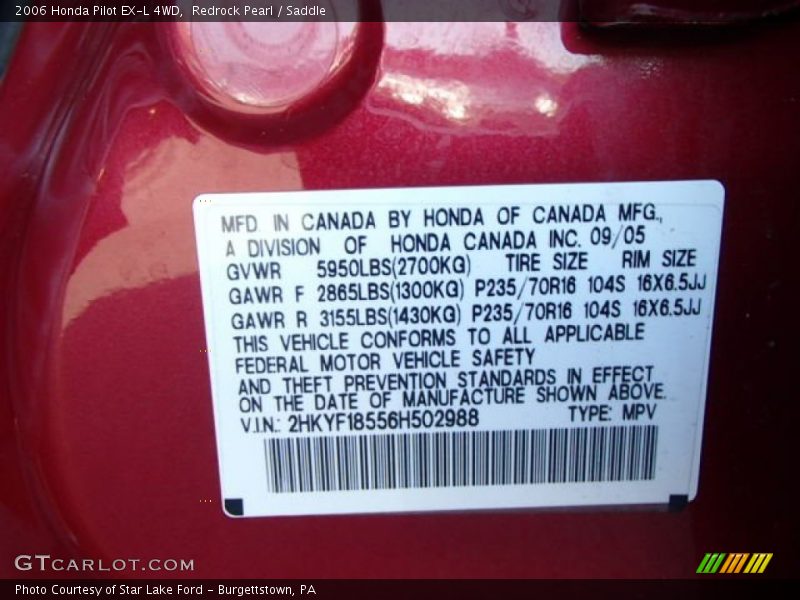 2006 Honda Pilot EX-L 4WD, Redrock Pearl / Saddle
MFD. IN CANADA BY HONDA OF CANADA MFG.,
A DIVISION OF HONDA CANADA INC. 09/05
GVWR 5950LBS(2700KG) TIRE SIZE RIM SIZE
GAWR F 2865LBS(1300KG) P235/70R16 104S 16X6.5JJ
GAWR R 3155LBS(1430KG) P235/70R16 104S 16X6.5JJ
THIS VEHICLE CONFORMS TO ALL APPLICABLE
FEDERAL MOTOR VEHICLE SAFETY
AND THEFT PREVENTION STANDARDS IN EFFECT
ON THE DATE OF MANUFACTURE SHOWN ABOVE.
V.I.N.: 2HKYF18556H502988 TYPE: MPV
GTCARLOT.COM
Photo Courtesy of Star Lake Ford - Burgettstown, PA